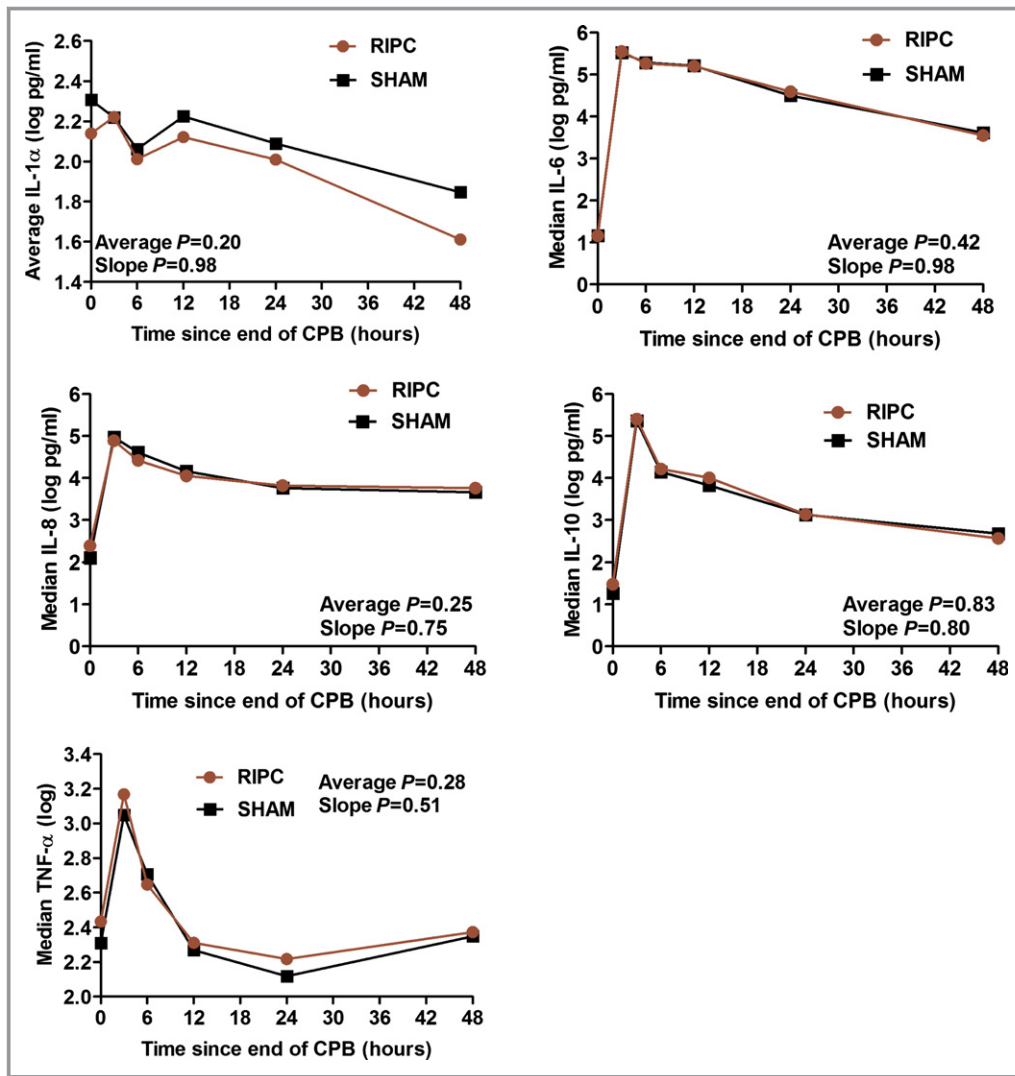 Average IL-1α (log pg/ml)
2.6
2.4
2.2
2.0
1.8
1.6
1.4
RIPC
SHAM
Average P=0.20
Slope P=0.98
0 6 12 18 24 30 36 42 48
Time since end of CPB (hours)
Median IL-6 (log pg/ml)
6
5
4
3
2
1
0
RIPC
SHAM
Average P=0.42
Slope P=0.98
0 6 12 18 24 30 36 42 48
Time since end of CPB (hours)
Median IL-8 (log pg/ml)
6
5
4
3
2
1
0
RIPC
SHAM
Average P=0.25
Slope P=0.75
0 6 12 18 24 30 36 42 48
Time since end of CPB (hours)
Median IL-10 (log pg/ml)
6
5
4
3
2
1
0
RIPC
SHAM
Average P=0.83
Slope P=0.80
0 6 12 18 24 30 36 42 48
Time since end of CPB (hours)
Median TNF-α (log)
3.4
3.2
3.0
2.8
2.6
2.4
2.2
2.0
RIPC
SHAM
Average P=0.28
Slope P=0.51
0 6 12 18 24 30 36 42 48
Time since end of CPB (hours)